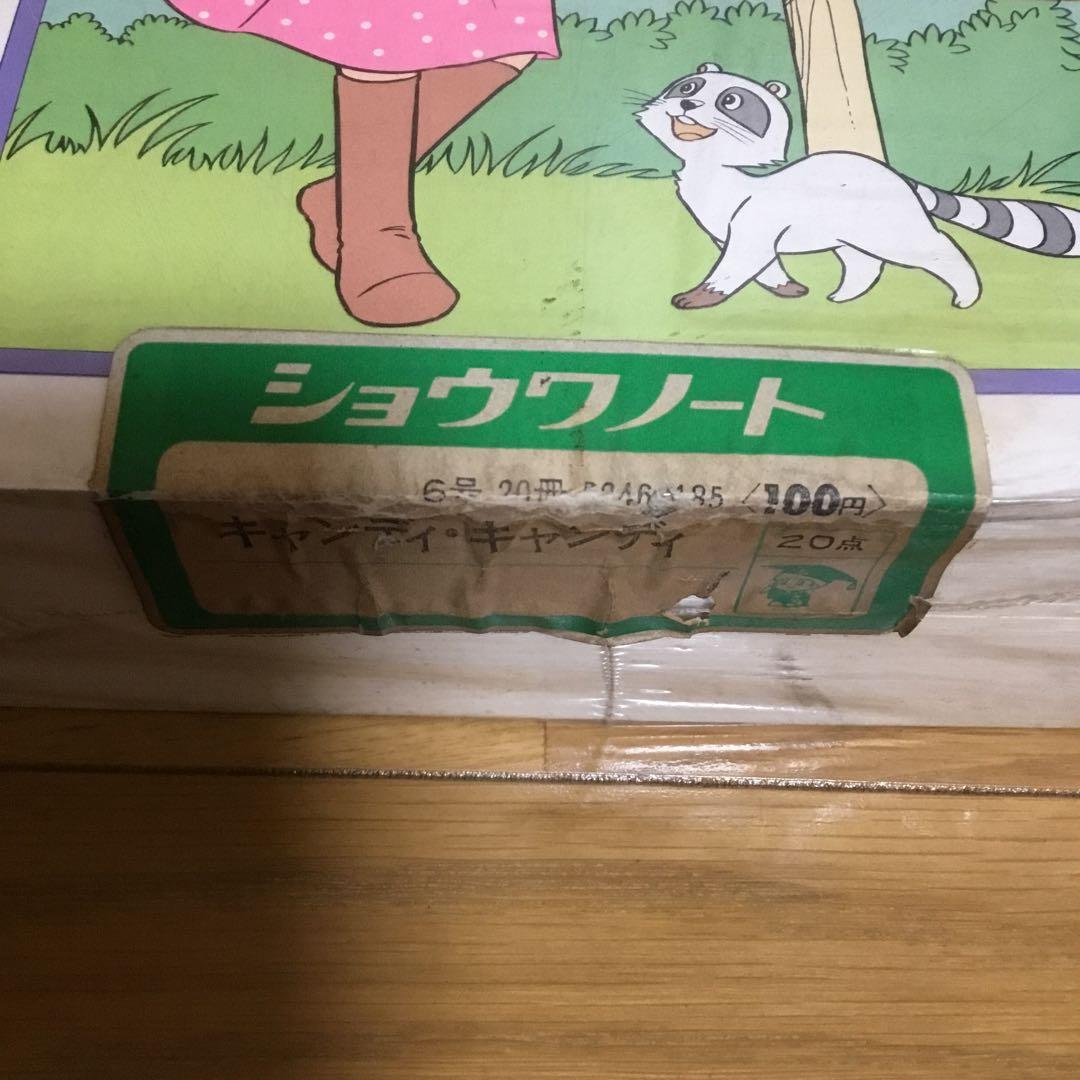 ショウワノート
6号 20冊 185 〈100円〉
キャンディ・キャンディ
20点